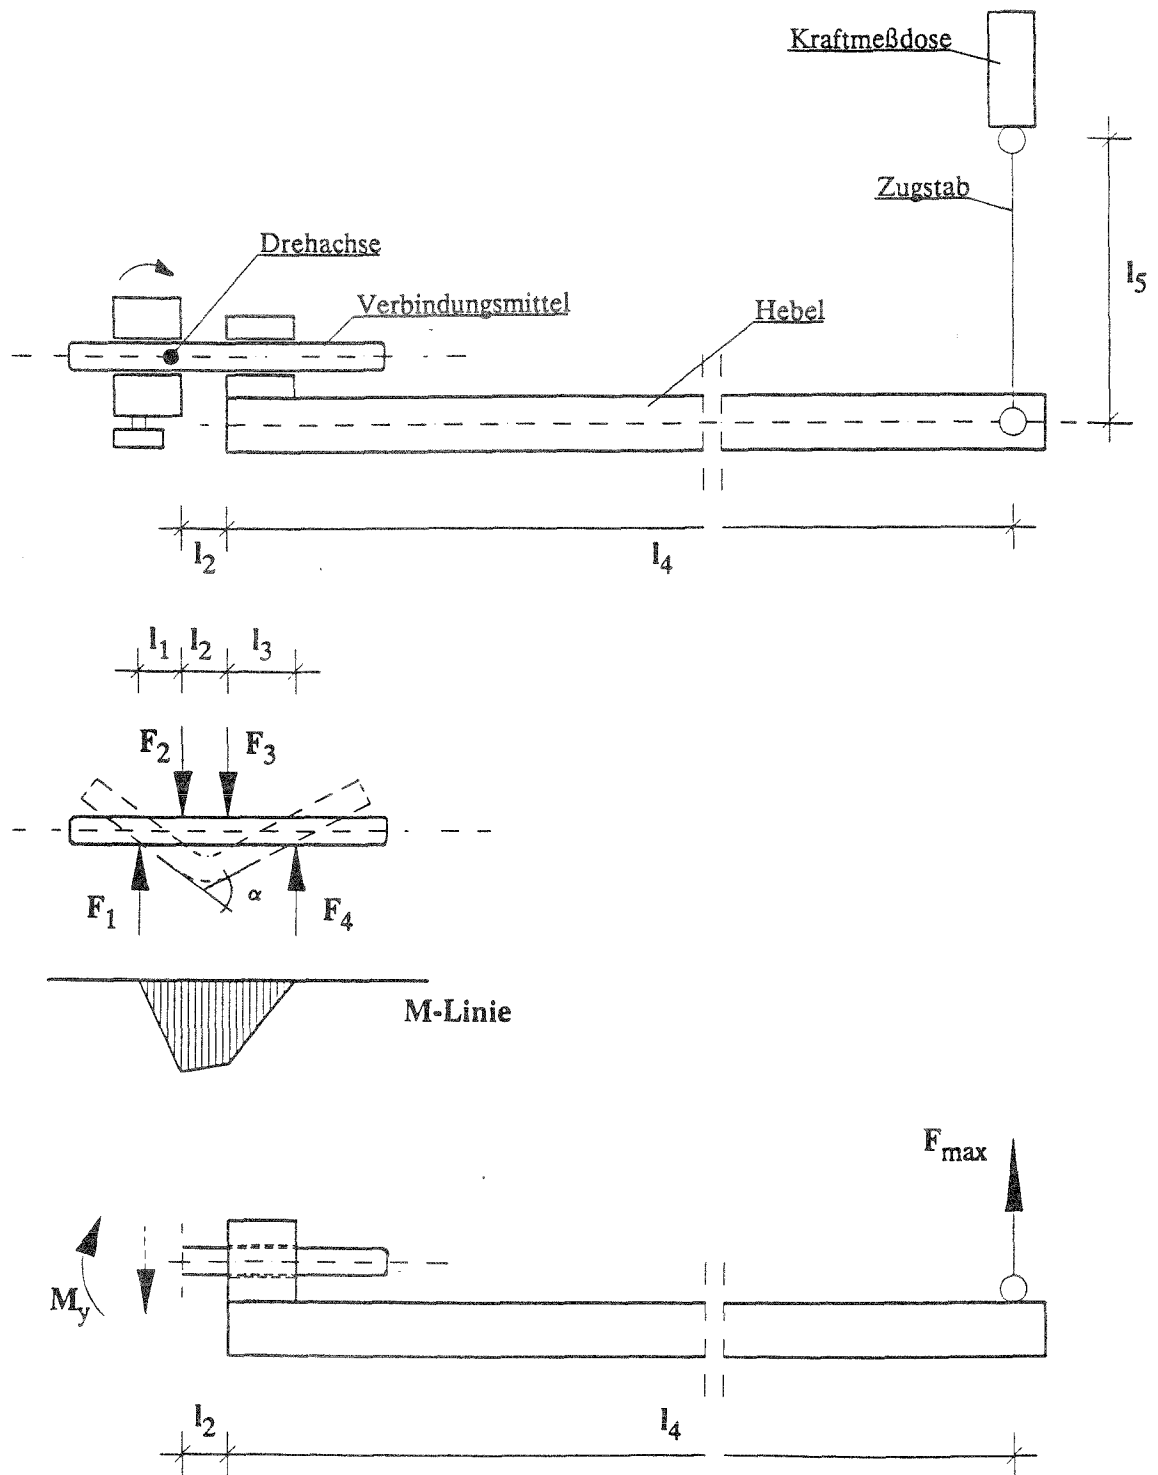 Kraftmeßdose
Zugstab
l5
Drehachse
Verbindungsmittel
Hebel
l2
l4
l1 l2 l3
F2 F3
F1
α
F4
M-Linie
Fmax
My
l2
l4